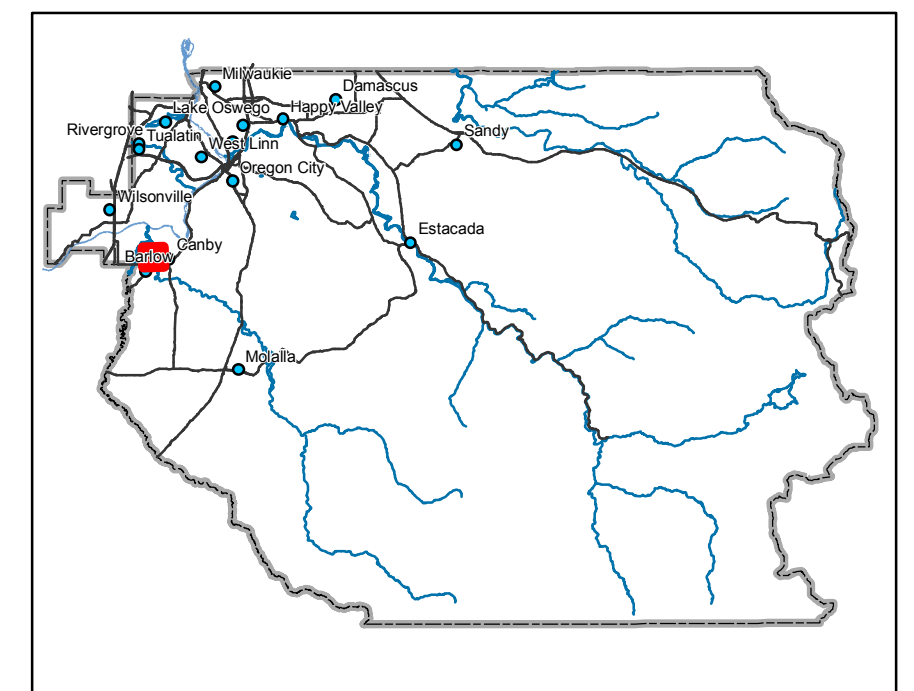 Milwaukie
Damascus
Lake Oswego
Happy Valley
Rivergrove
Tualatin
West Linn
Sandy
Oregon City
Wilsonville
Estacada
Canby
Barlow
Molalla